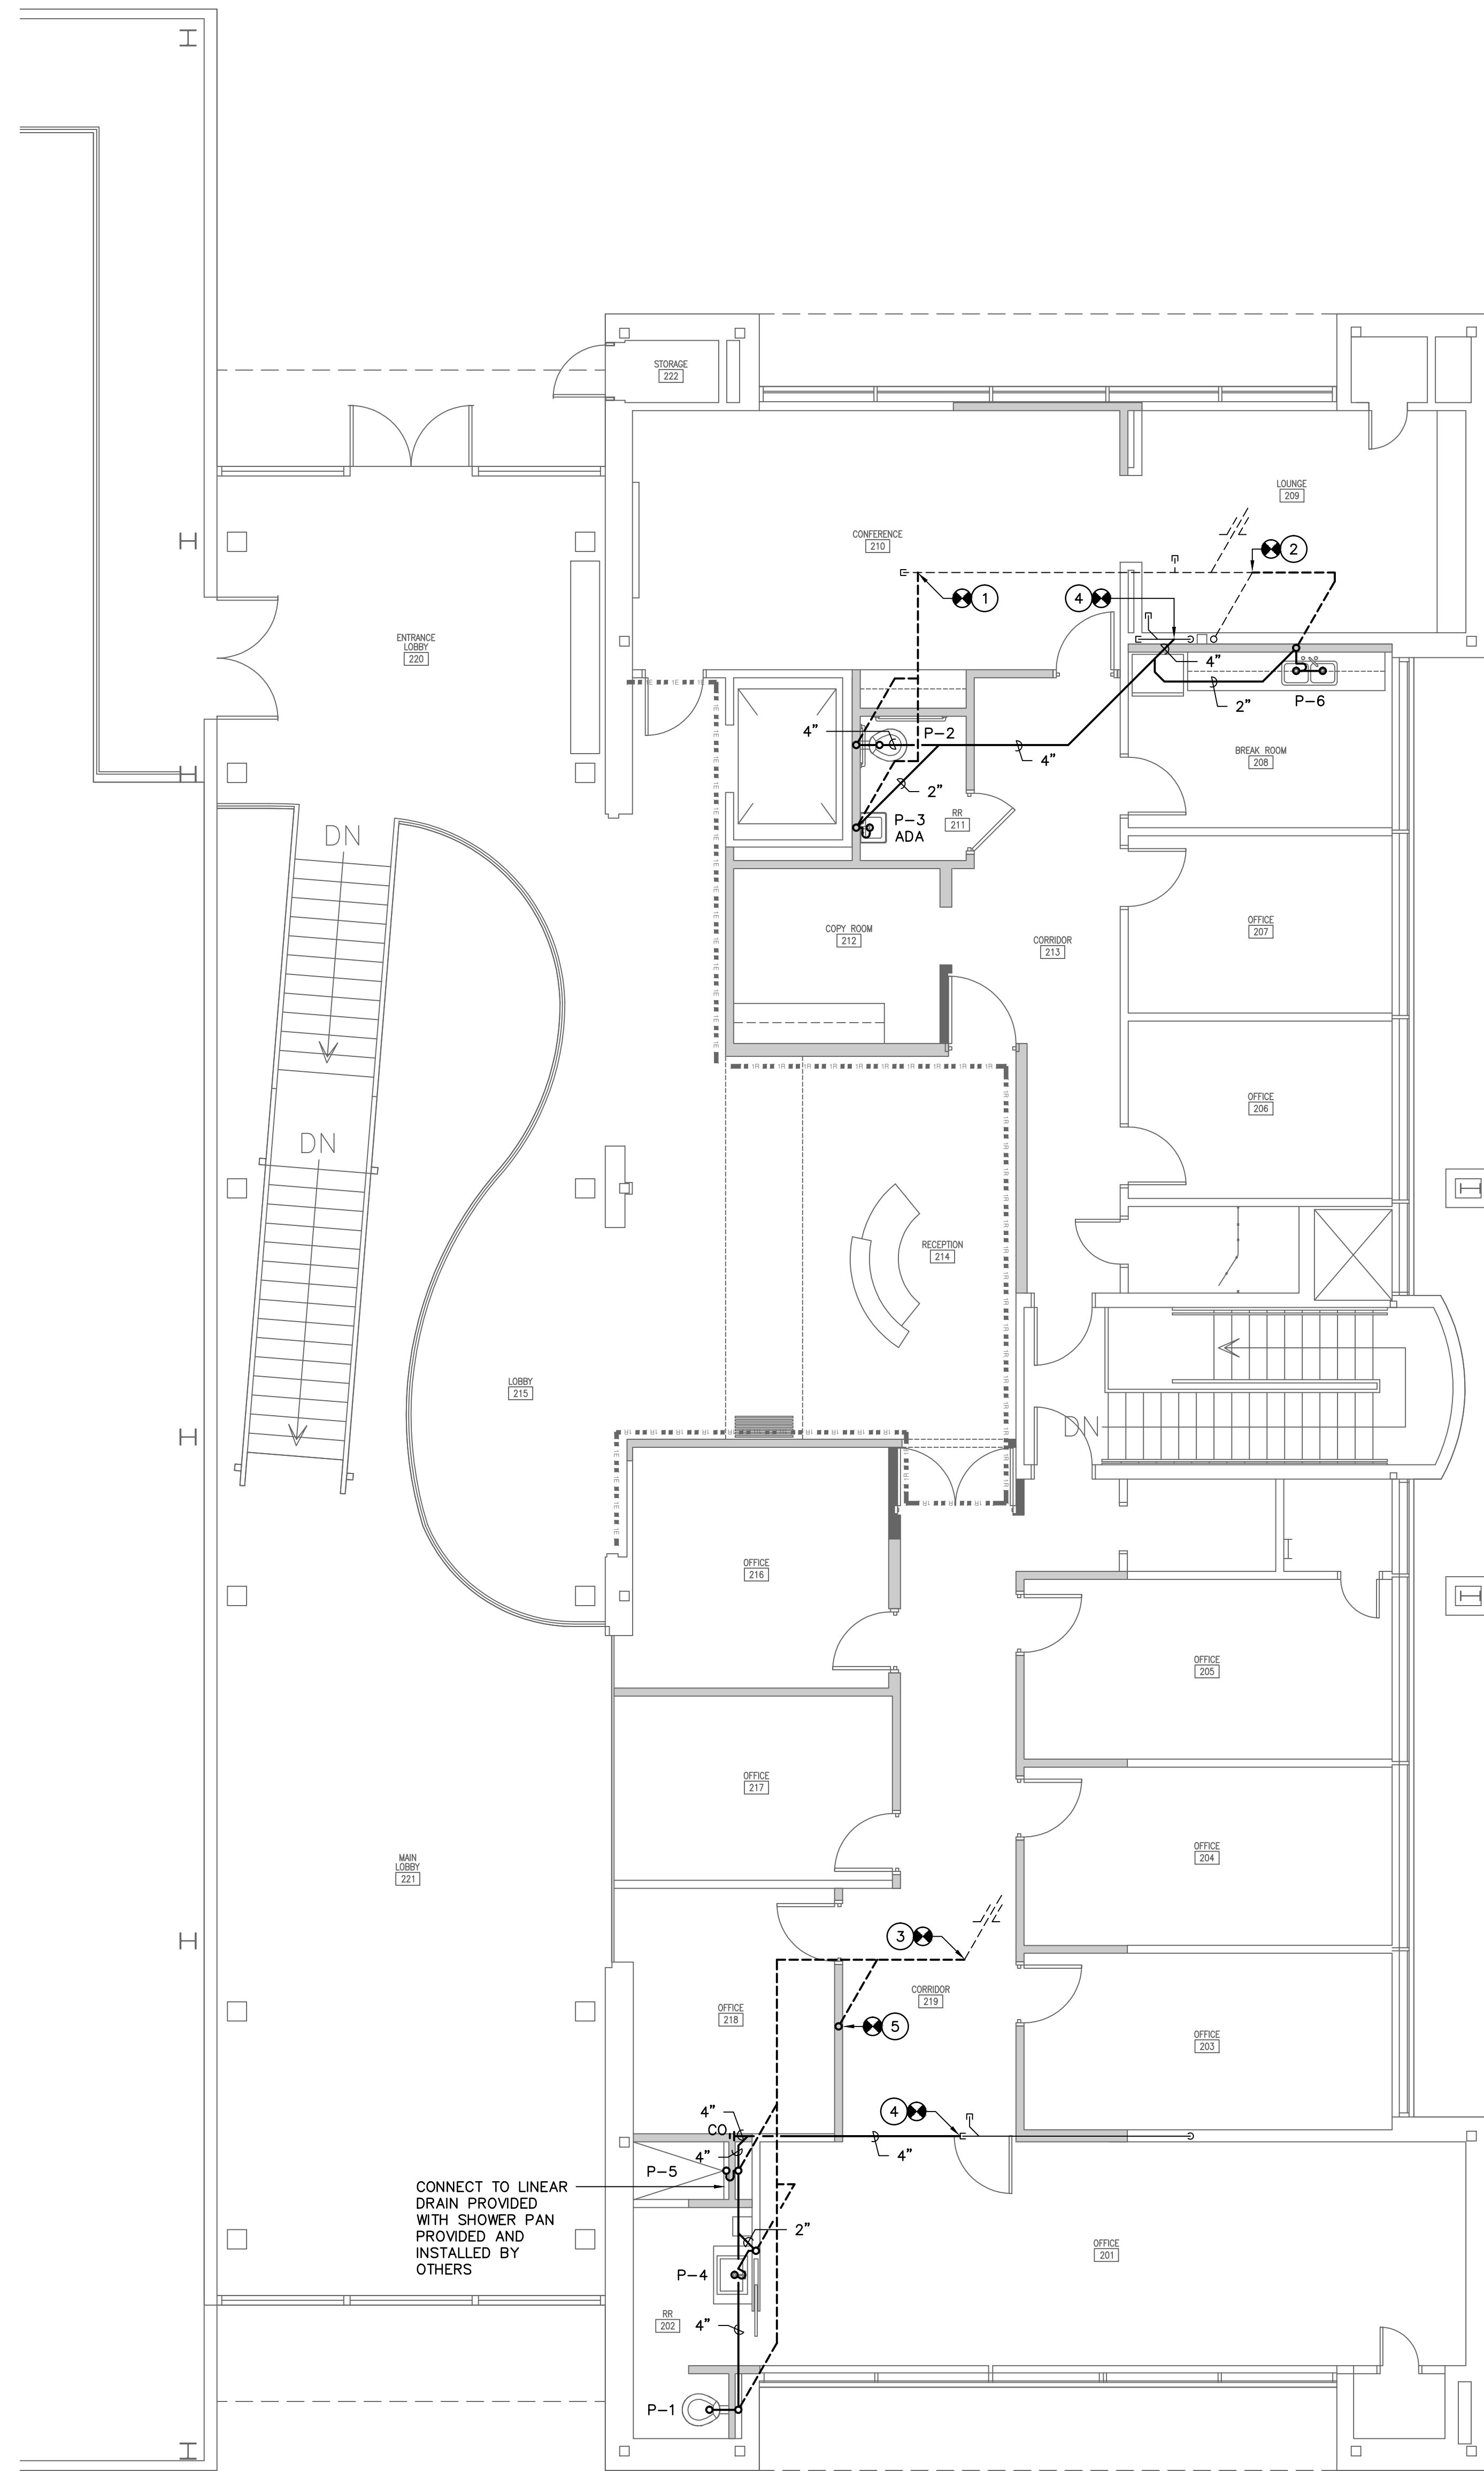 STORAGE
222
LOUNGE
209
CONFERENCE
210
2
1
4
ENTRANCE
LOBBY
220
4"
P-6
2"
4"
P-2
4"
BREAK ROOM
208
2"
P-3
ADA
RR
211
DN
OFFICE
207
COPY ROOM
212
CORRIDOR
213
OFFICE
206
DN
RECEPTION
214
LOBBY
215
DN
OFFICE
216
OFFICE
205
OFFICE
217
OFFICE
204
MAIN
LOBBY
221
3
CORRIDOR
219
OFFICE
218
5
OFFICE
203
4"
4
CO
4"
4"
P-5
CONNECT TO LINEAR
DRAIN PROVIDED
WITH SHOWER PAN
PROVIDED AND
INSTALLED BY
OTHERS
2"
OFFICE
201
P-4
RR
202
4"
P-1